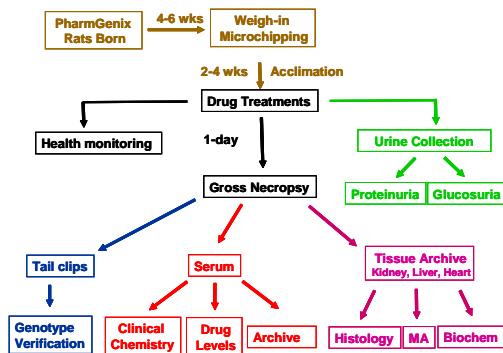 PharmGenix
Rats Born
4-6 wks
Weigh-in
Microchipping
2-4 wks
Acclimation
Drug Treatments
Health monitoring
1-day
Urine Collection
Gross Necropsy
Proteinuria
Glucosuria
Tail clips
Serum
Tissue Archive
Kidney, Liver, Heart
Genotype
Verification
Clinical
Chemistry
Drug
Levels
Archive
Histology
MA
Biochem